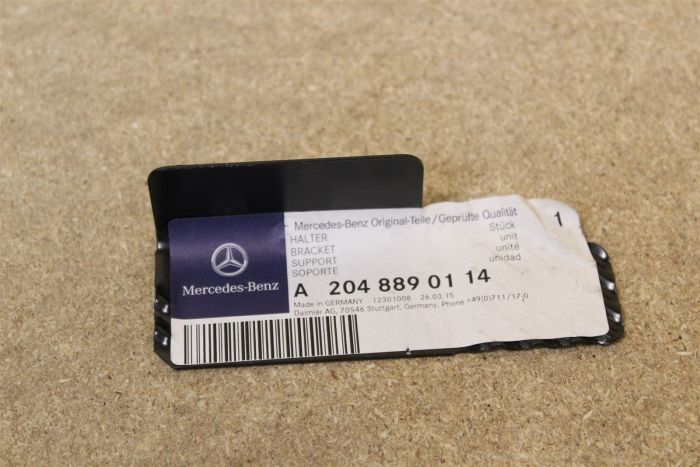 Mercedes-Benz
Mercedes-Benz Original-Teile/Geprüfte Qualität 1
HALTER Stück
BRACKET unit
SUPPORT unité
SOPORTE unidad
A 204 889 01 14
Made in GERMANY 12301008 26.03.15
Daimler AG, 70546 Stuttgart, Germany, Phone +49(0)711/17-0